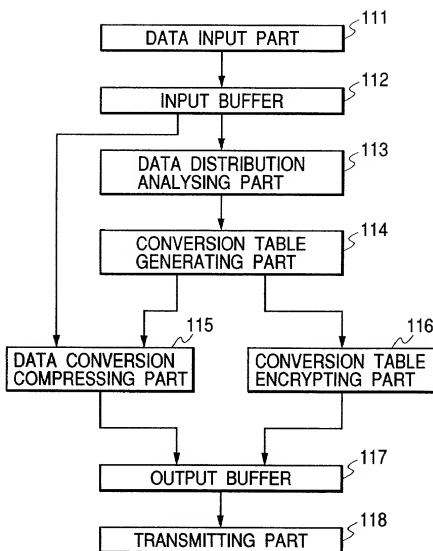 111
DATA INPUT PART
112
INPUT BUFFER
113
DATA DISTRIBUTION
ANALYSING PART
114
CONVERSION TABLE
GENERATING PART
115
DATA CONVERSION
COMPRESSING PART
116
CONVERSION TABLE
ENCRYPTING PART
117
OUTPUT BUFFER
118
TRANSMITTING PART